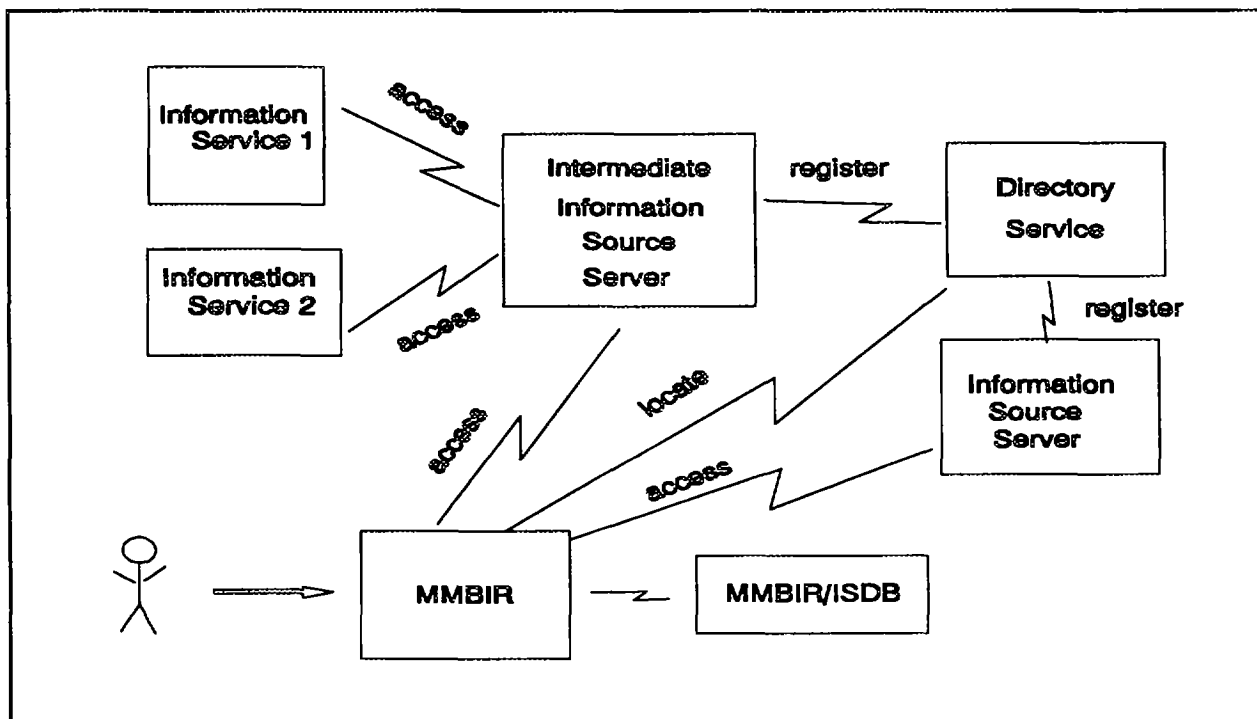 Information
Service 1
access
Intermediate
Information
Source
Server
register
Directory
Service
Information
Service 2
access
register
access
locate
access
Information
Source
Server
MMBIR
MMBIR/ISDB